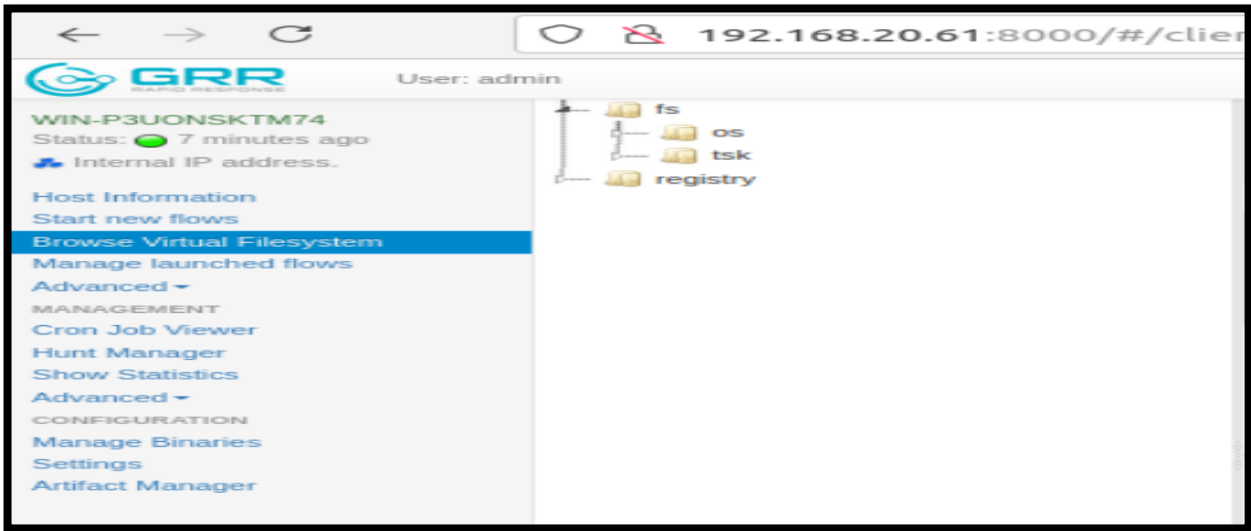 192.168.20.61:8000/#/clier
GRR
RAPID RESPONSE
User: admin
WIN-P3UONSKTM74
Status: 7 minutes ago
Internal IP address.
Host Information
Start new flows
Browse Virtual Filesystem
Manage launched flows
Advanced
MANAGEMENT
Cron Job Viewer
Hunt Manager
Show Statistics
Advanced
CONFIGURATION
Manage Binaries
Settings
Artifact Manager
fs
os
tsk
registry